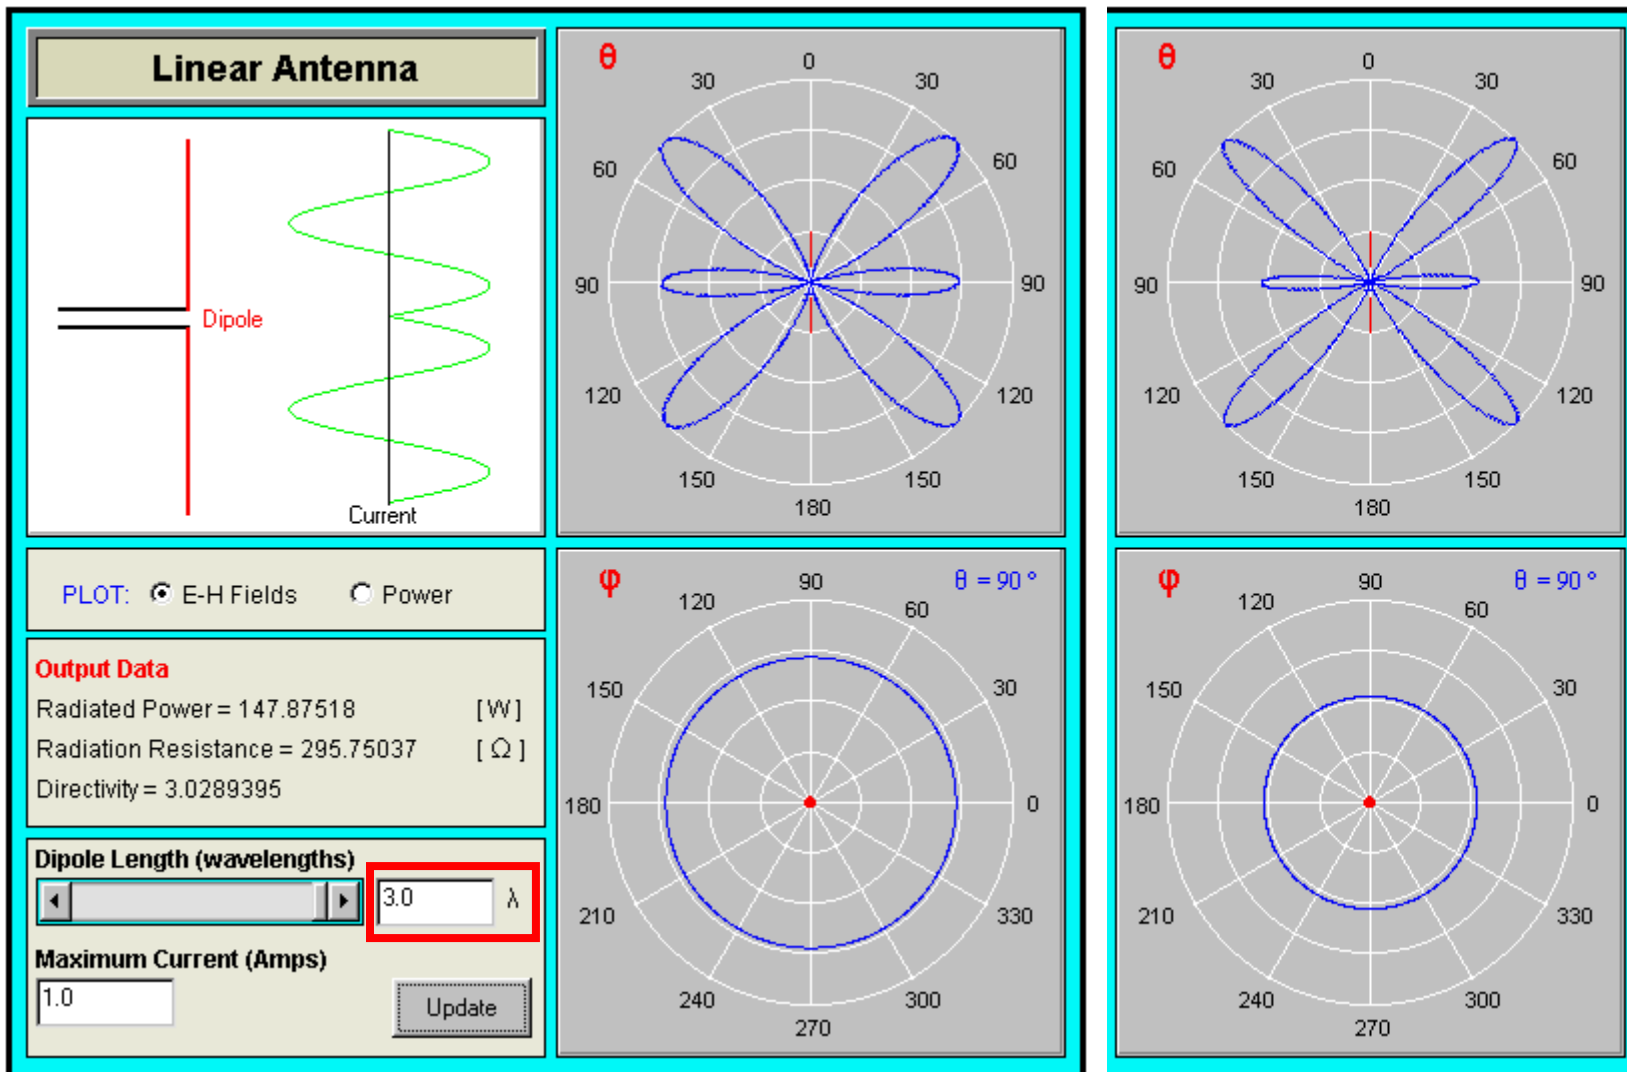 Linear Antenna
Dipole
Current
PLOT: E-H Fields Power
Output Data
Radiated Power = 147.87518 [W]
Radiation Resistance = 295.75037 [Ω]
Directivity = 3.0289395
Dipole Length (wavelengths)
3.0 λ
Maximum Current (Amps)
1.0
Update
θ
0
30 30
60 60
90 90
120 120
150 150
180
φ
θ = 90 °
90
120 60
150 30
180 0
210 330
240 300
270
θ
0
30 30
60 60
90 90
120 120
150 150
180
φ
θ = 90 °
90
120 60
150 30
180 0
210 330
240 300
270